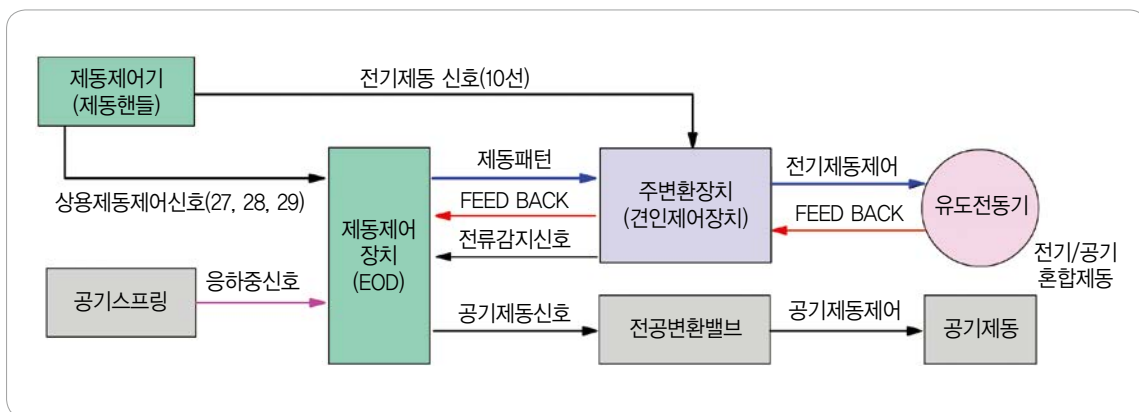 제동제어기
(제동핸들)
전기제동 신호(10선)
상용제동제어신호(27, 28, 29)
제동제어
장치
(EOD)
제동패턴
FEED BACK
전류감지신호
주변환장치
(견인제어장치)
전기제동제어
FEED BACK
유도전동기
전기/공기
혼합제동
공기스프링
응하중신호
공기제동신호
전공변환밸브
공기제동제어
공기제동